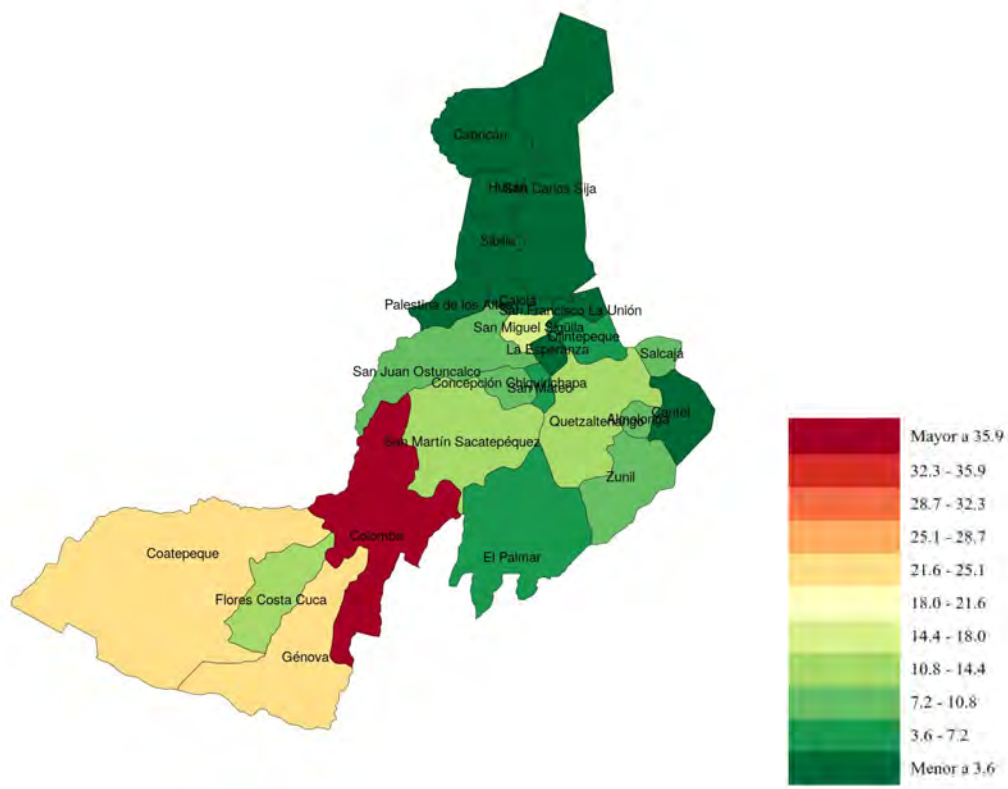 Cabricán
Huitán
San Carlos Sija
Sibilia
Palestina de los Altos
Cajolá
San Francisco La Unión
San Miguel Sigüila
Olintepeque
La Esperanza
Salcajá
San Juan Ostuncalco
Concepción Chiquirichapa
San Mateo
Quetzaltenango
Almolonga
Cantel
San Martín Sacatepéquez
Zunil
Colomba
Coatepeque
El Palmar
Flores Costa Cuca
Génova
Mayor a 35.9
32.3 - 35.9
28.7 - 32.3
25.1 - 28.7
21.6 - 25.1
18.0 - 21.6
14.4 - 18.0
10.8 - 14.4
7.2 - 10.8
3.6 - 7.2
Menor a 3.6